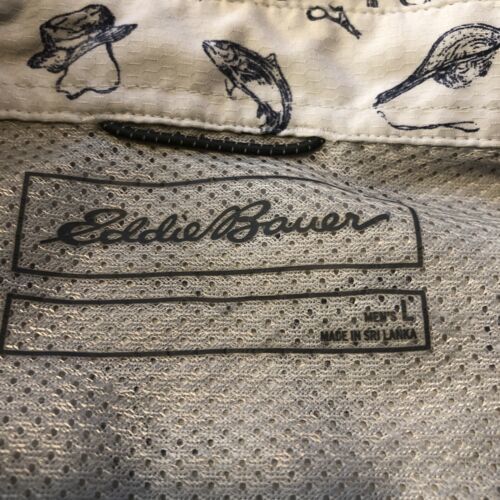 Eddie Bauer
MEN'S L
MADE IN SRI LANKA